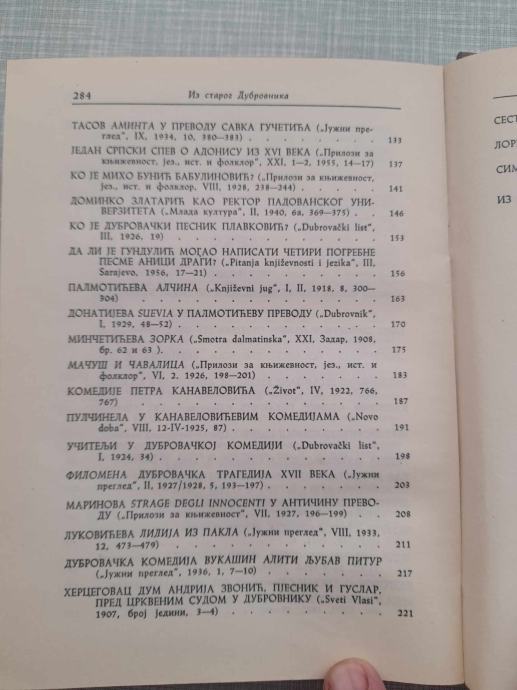 284 Из старог Дубровника
ТАСОВ АМИНТА У ПРЕВОДУ САВКА ГУЧЕТИЋА („Јужни пре-
глед", IX, 1934, 10, 380—383) . . . . . . . . 133
ЈЕДАН СРПСКИ СПЕВ О АДОНИСУ ИЗ XVI ВЕКА („Прилози за
књижевност, јез., ист. и фолклор", XXI, 1—2, 1955, 14—17) 137
КО ЈЕ МИХО БУНИЋ БАБУЛИНОВИЋ? („Прилози за књижевност,
јез., ист. и фолклор, VIII, 1928, 238—244) . . . . . 141
ДОМИНКО ЗЛАТАРИЋ КАО РЕКТОР ПАДОВАНСКОГ УНИ-
ВЕРЗИТЕТА („Млада култура", II, 1940, 6а, 369—375) . . 146
КО ЈЕ ДУБРОВАЧКИ ПЕСНИК ПЛАВКОВИЋ? („Dubrovački list",
III, 1926, 19) . . . . . . . . . . . 153
ДА ЛИ ЈЕ ГУНДУЛИЋ МОГАО НАПИСАТИ ЧЕТИРИ ПОГРЕБНЕ
ПЕСМЕ АНИЦИ ДРАГИ? („Pitanja književnosti i jezika", III,
Sarajevo, 1956, 17—21) . . . . . . . . . 156
ПАЛМОТИЋЕВА АЛЧИНА („Književni jug", I, II, 1918, 8, 300—
304) . . . . . . . . . . . . . 163
ДОНАТИЈЕВА SUEVIA У ПАЛМОТИЋЕВУ ПРЕВОДУ („Dubrovnik",
I, 1929, 48—52) . . . . . . . . . . . 170
МИНЧЕТИЋЕВА ЗОРКА („Smotra dalmatinska", XXI, Задар, 1908,
бр. 62 и 63 ). . . . . . . . . . . 175
МАЧУШ И ЧАВАЛИЦА („Прилози за књижевност, јез., ист. и
фолклор", VI, 2. 1926, 198—201) . . . . . . . 183
КОМЕДИЈЕ ПЕТРА КАНАВЕЛОВИЋА („Život", IV, 1922, 766,
767) . . . . . . . . . . . . . 187
ПУЛЧИНЕЛА У КАНАВЕЛОВИЋЕВИМ КОМЕДИЈАМА („Novo
doba", VIII, 12-IV-1925, 87) . . . . . . . . 191
УЧИТЕЉИ У ДУБРОВАЧКОЈ КОМЕДИЈИ („Dubrovački list",
I, 1924, 34) . . . . . . . . . . . . 198
ФИЛОМЕНА ДУБРОВАЧКА ТРАГЕДИЈА XVII ВЕКА („Јужни
преглед", II, 1927/1928, 5, 193—197) . . . . . . 203
МАРИНОВА STRAGE DEGLI INNOCENTI У АНТИЧИНУ ПРЕВО-
ДУ („Прилози за књижевност", VII, 1927, 196—199) . . 208
ЛУКОВИЋЕВА ЛИЛИЈА ИЗ ПАКЛА („Јужни преглед", VIII, 1933,
12, 473—479) . . . . . . . . . . . 211
ДУБРОВАЧКА КОМЕДИЈА ВУКАШИН АЛИТИ ЉУБАВ ПИТУР
(„Јужни преглед", 1936, 1, 7—10) . . . . . . . 217
ХЕРЦЕГОВАЦ ДУМ АНДРИЈА ЗВОНИЋ, ПЈЕСНИК И ГУСЛАР,
ПРЕД ЦРКВЕНИМ СУДОМ У ДУБРОВНИКУ („Sveti Vlasi",
1907, број једини, 3—4) . . . . . . . . . 221
СЕСТ
ЛОР
СИМ
ИЗ